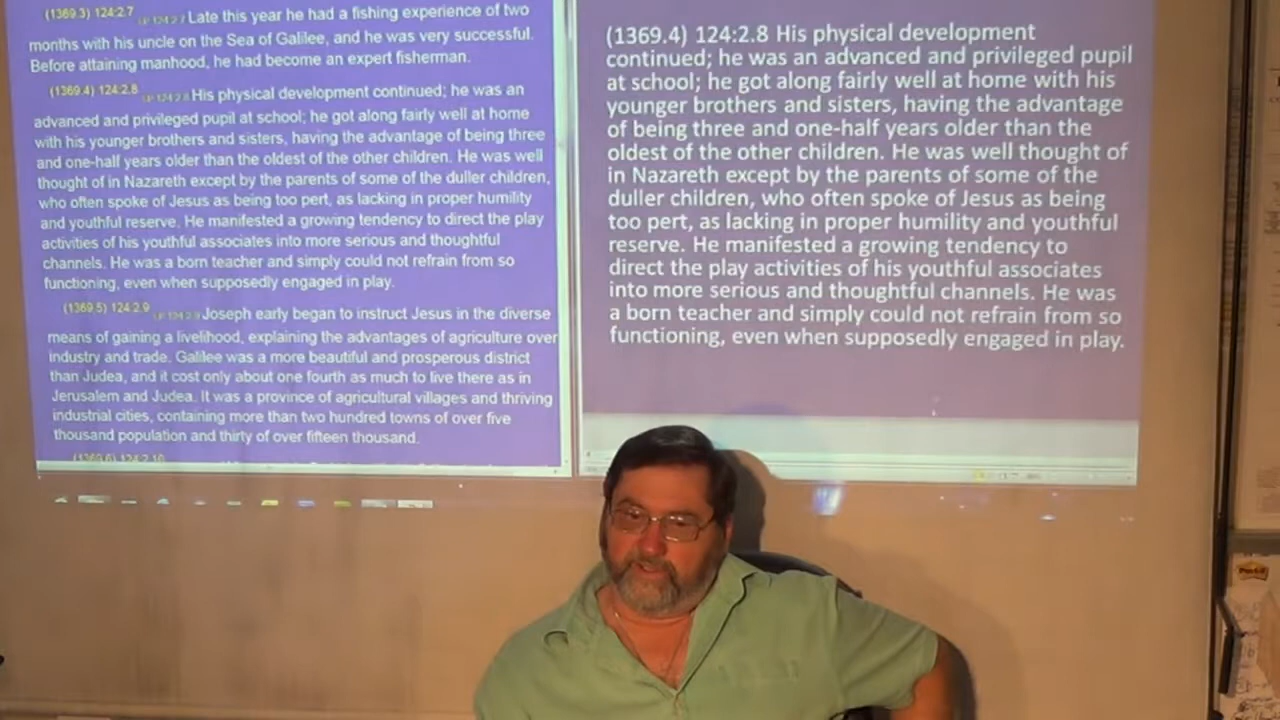 (1369.3) 124:2.7 Late this year he had a fishing experience of two
months with his uncle on the Sea of Galilee, and he was very successful.
Before attaining manhood, he had become an expert fisherman.
(1369.4) 124:2.8 His physical development continued; he was an
advanced and privileged pupil at school; he got along fairly well at home
with his younger brothers and sisters, having the advantage of being three
and one-half years older than the oldest of the other children. He was well
thought of in Nazareth except by the parents of some of the duller children,
who often spoke of Jesus as being too pert, as lacking in proper humility
and youthful reserve. He manifested a growing tendency to direct the play
activities of his youthful associates into more serious and thoughtful
channels. He was a born teacher and simply could not refrain from so
functioning, even when supposedly engaged in play.
(1369.5) 124:2.9 Joseph early began to instruct Jesus in the diverse
means of gaining a livelihood, explaining the advantages of agriculture over
industry and trade. Galilee was a more beautiful and prosperous district
than Judea, and it cost only about one fourth as much to live there as in
Jerusalem and Judea. It was a province of agricultural villages and thriving
industrial cities, containing more than two hundred towns of over five
thousand population and thirty of over fifteen thousand.
(1369.6) 124:2.10
(1369.4) 124:2.8 His physical development
continued; he was an advanced and privileged pupil
at school; he got along fairly well at home with his
younger brothers and sisters, having the advantage
of being three and one-half years older than the
oldest of the other children. He was well thought of
in Nazareth except by the parents of some of the
duller children, who often spoke of Jesus as being
too pert, as lacking in proper humility and youthful
reserve. He manifested a growing tendency to
direct the play activities of his youthful associates
into more serious and thoughtful channels. He was
a born teacher and simply could not refrain from so
functioning, even when supposedly engaged in play.
Post-it